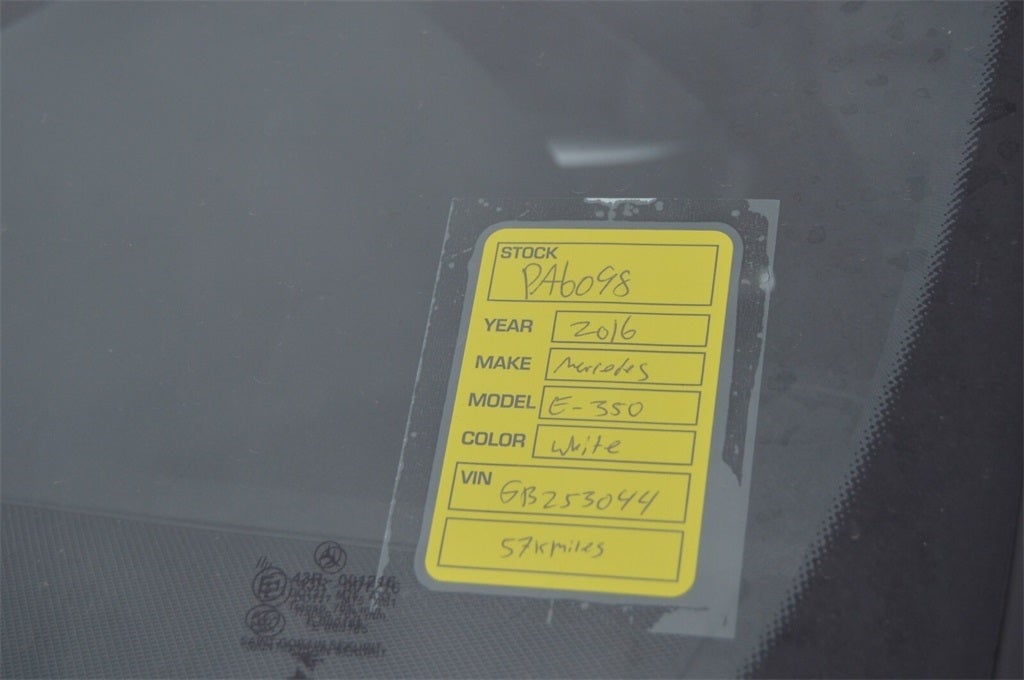 STOCK
PA6098
YEAR 2016
MAKE Mercedes
MODEL E-350
COLOR White
VIN GB253044
57K miles